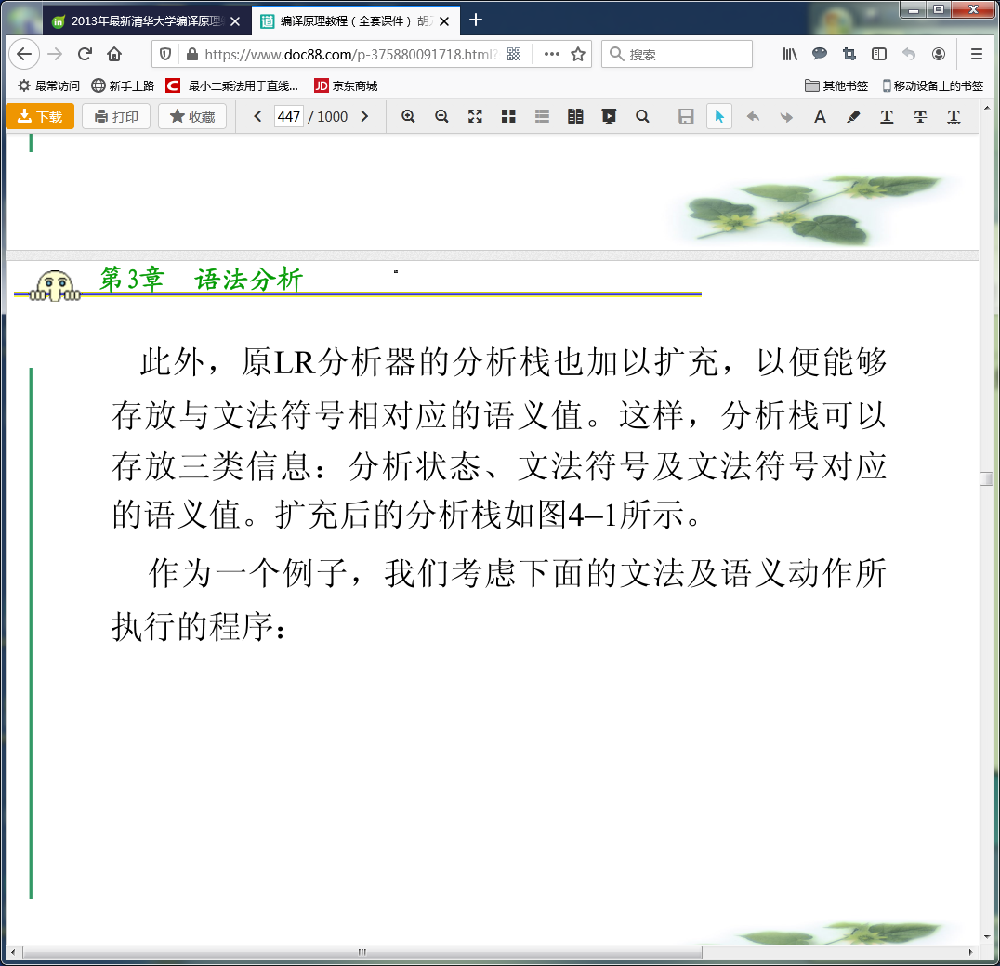 2013年最新清华大学编译原理
编译原理教程（全套课件）胡
https://www.doc88.com/p-375880091718.html?
搜索
最常访问
新手上路
最小二乘法用于直线...
JD 京东商城
其他书签
移动设备上的书签
下载
打印
收藏
447 / 1000
第3章 语法分析
此外，原LR分析器的分析栈也加以扩充，以便能够
存放与文法符号相对应的语义值。这样，分析栈可以
存放三类信息：分析状态、文法符号及文法符号对应
的语义值。扩充后的分析栈如图4–1所示。
作为一个例子，我们考虑下面的文法及语义动作所
执行的程序：